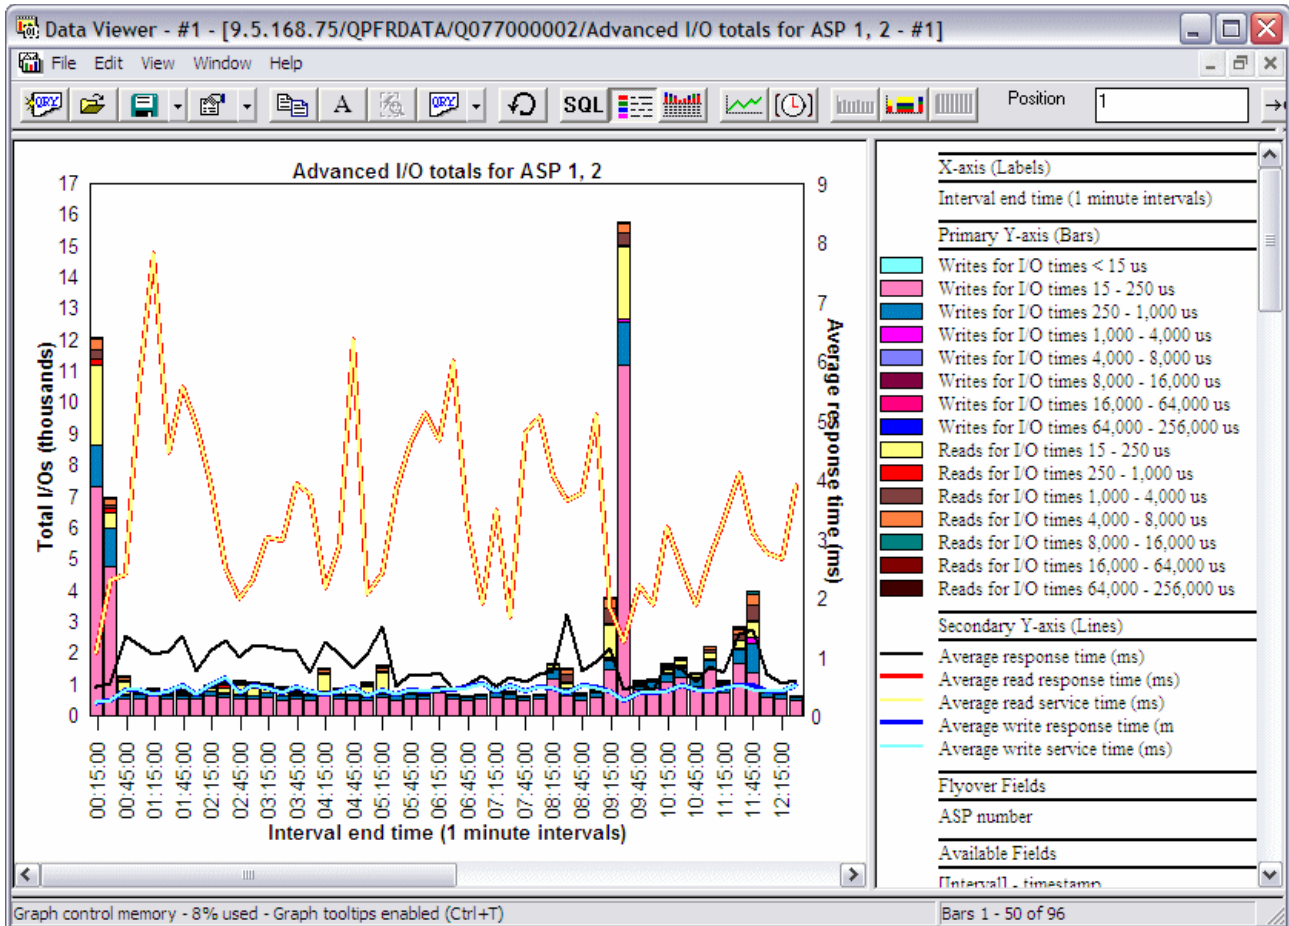 Data Viewer - #1 - [9.5.168.75/QPFRDATA/Q077000002/Advanced I/O totals for ASP 1, 2 - #1]
File Edit View Window Help
QRY A QRY SQL Position 1
Advanced I/O totals for ASP 1, 2
Total I/Os (thousands)
17
16
15
14
13
12
11
10
9
8
7
6
5
4
3
2
1
0
9
8
7
6
5
4
3
2
1
0
Average response time (ms)
00:15:00 00:45:00 01:15:00 01:45:00 02:15:00 02:45:00 03:15:00 03:45:00 04:15:00 04:45:00 05:15:00 05:45:00 06:15:00 06:45:00 07:15:00 07:45:00 08:15:00 08:45:00 09:15:00 09:45:00 10:15:00 10:45:00 11:15:00 11:45:00 12:15:00
Interval end time (1 minute intervals)
X-axis (Labels)
Interval end time (1 minute intervals)
Primary Y-axis (Bars)
Writes for I/O times < 15 us
Writes for I/O times 15 - 250 us
Writes for I/O times 250 - 1,000 us
Writes for I/O times 1,000 - 4,000 us
Writes for I/O times 4,000 - 8,000 us
Writes for I/O times 8,000 - 16,000 us
Writes for I/O times 16,000 - 64,000 us
Writes for I/O times 64,000 - 256,000 us
Reads for I/O times 15 - 250 us
Reads for I/O times 250 - 1,000 us
Reads for I/O times 1,000 - 4,000 us
Reads for I/O times 4,000 - 8,000 us
Reads for I/O times 8,000 - 16,000 us
Reads for I/O times 16,000 - 64,000 us
Reads for I/O times 64,000 - 256,000 us
Secondary Y-axis (Lines)
Average response time (ms)
Average read response time (ms)
Average read service time (ms)
Average write response time (m
Average write service time (ms)
Flyover Fields
ASP number
Available Fields
[Interval] - timestamp
Graph control memory - 8% used - Graph tooltips enabled (Ctrl+T)
Bars 1 - 50 of 96